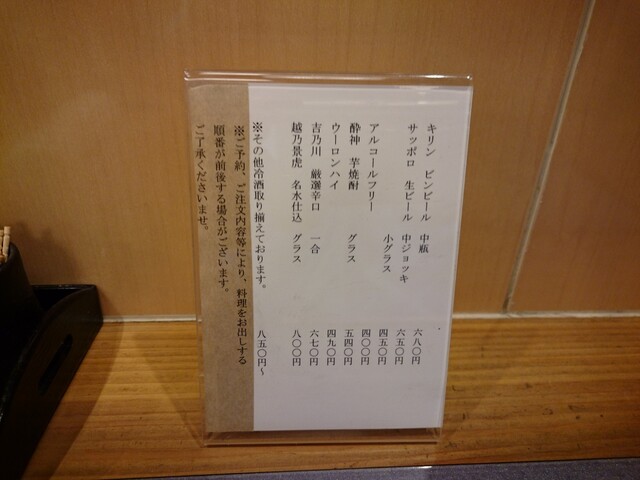 キリン ビンビール 中瓶 六八〇円
サッポロ 生ビール 中ジョッキ 六五〇円
小グラス 四五〇円
アルコールフリー 四〇〇円
酔神 芋焼酎 グラス 五四〇円
ウーロンハイ 四九〇円
吉乃川 厳選辛口 一合 六七〇円
越乃景虎 名水仕込 グラス 八〇〇円
※その他冷酒取り揃えております。 八五〇円～
※ご予約、ご注文内容等により、料理をお出しする
順番が前後する場合がございます。
ご了承くださいませ。